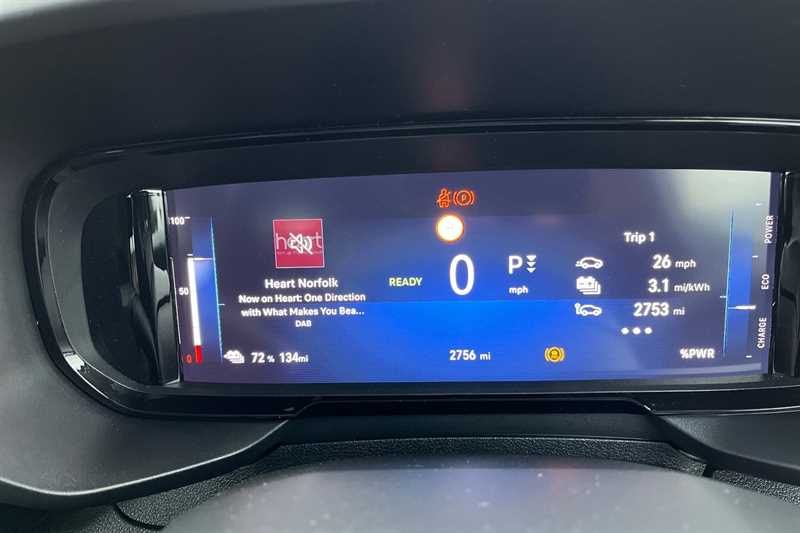 100
50
0
heart
Heart Norfolk
Now on Heart: One Direction
with What Makes You Bea...
DAB
72 % 134mi
READY
0
mph
P
P
2756 mi
Trip 1
26 mph
3.1 mi/kWh
2753 mi
%PWR
POWER
ECO
CHARGE